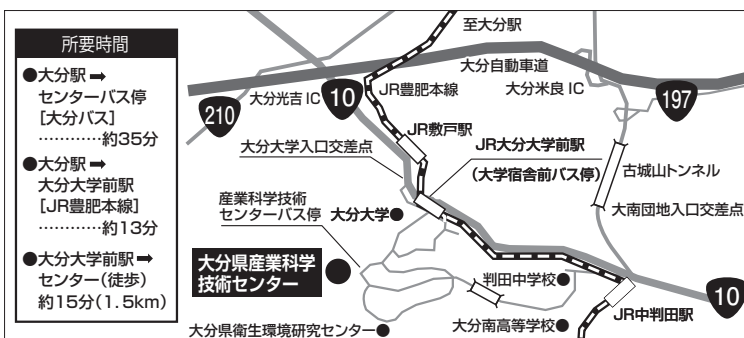 所要時間
●大分駅➡
センターバス停
[大分バス]
…………約35分
●大分駅➡
大分大学前駅
[JR豊肥本線]
…………約13分
●大分大学前駅➡
センター(徒歩)
約15分(1.5km)
至大分駅
大分自動車道
大分光吉IC
10
JR豊肥本線
大分米良IC
210
197
JR敷戸駅
大分大学入口交差点
JR大分大学前駅
(大学宿舎前バス停)
古城山トンネル
産業科学技術
センターバス停
大分大学●
大南団地入口交差点
大分県産業科学
技術センター
判田中学校●
10
JR中判田駅
大分県衛生環境研究センター●
大分南高等学校●